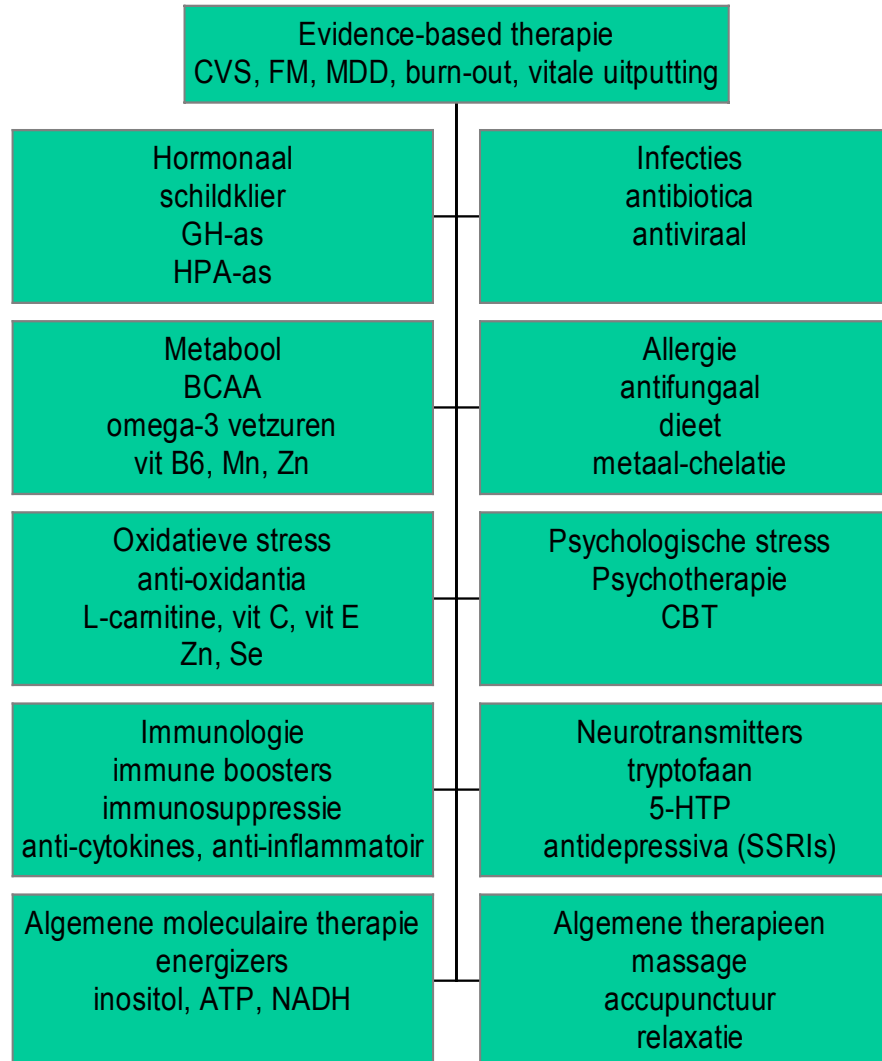 Evidence-based therapie
CVS, FM, MDD, burn-out, vitale uitputting
Hormonaal
schildklier
GH-as
HPA-as
Infecties
antibiotica
antiviraal
Metabool
BCAA
omega-3 vetzuren
vit B6, Mn, Zn
Allergie
antifungaal
dieet
metaal-chelatie
Oxidatieve stress
anti-oxidantia
L-carnitine, vit C, vit E
Zn, Se
Psychologische stress
Psychotherapie
CBT
Immunologie
immune boosters
immunosuppressie
anti-cytokines, anti-inflammatoir
Neurotransmitters
tryptofaan
5-HTP
antidepressiva (SSRIs)
Algemene moleculaire therapie
energizers
inositol, ATP, NADH
Algemene therapieen
massage
accupunctuur
relaxatie